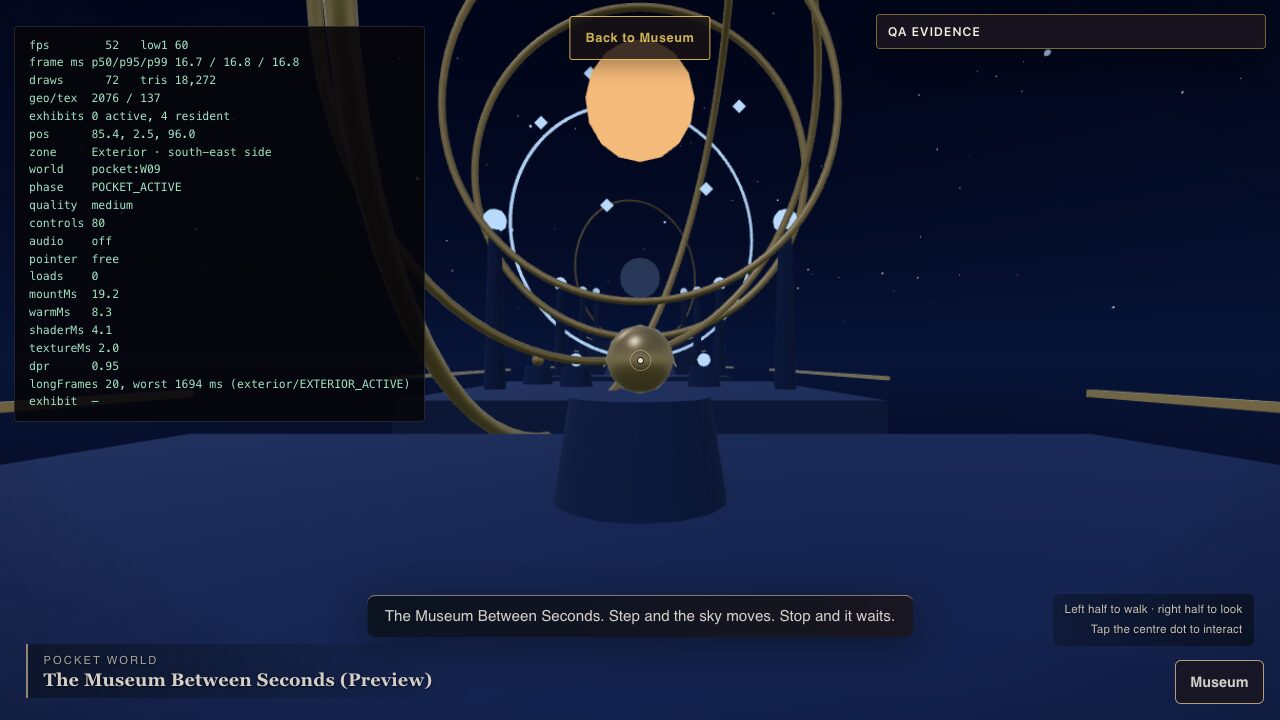 fps 52 low1 60
frame ms p50/p95/p99 16.7 / 16.8 / 16.8
draws 72 tris 18,272
geo/tex 2076 / 137
exhibits 0 active, 4 resident
pos 85.4, 2.5, 96.0
zone Exterior · south-east side
world pocket:W09
phase POCKET_ACTIVE
quality medium
controls 80
audio off
pointer free
loads 0
mountMs 19.2
warmMs 8.3
shaderMs 4.1
textureMs 2.0
dpr 0.95
longFrames 20, worst 1694 ms (exterior/EXTERIOR_ACTIVE)
exhibit —
Back to Museum
QA EVIDENCE
The Museum Between Seconds. Step and the sky moves. Stop and it waits.
Left half to walk · right half to look
Tap the centre dot to interact
POCKET WORLD
The Museum Between Seconds (Preview)
Museum